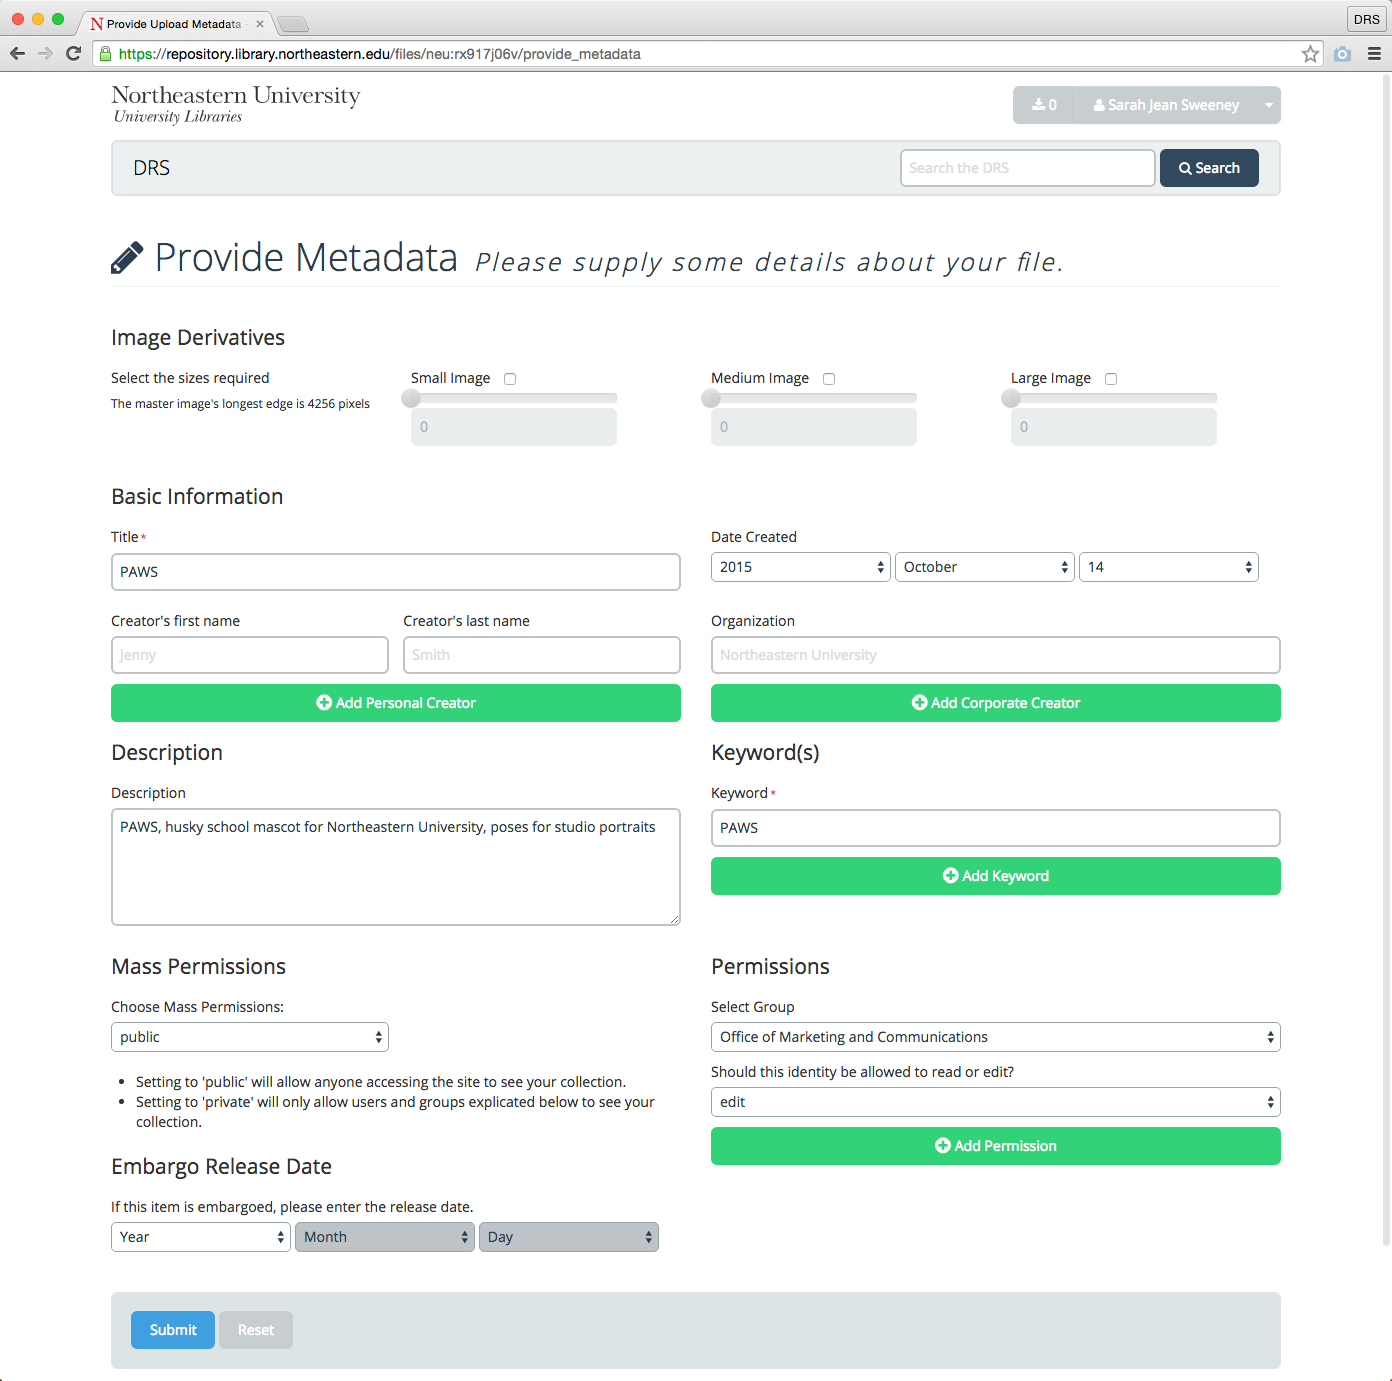 Provide Upload Metadata
DRS
https://repository.library.northeastern.edu/files/neu:rx917j06v/provide_metadata
Northeastern University
University Libraries
0
Sarah Jean Sweeney
DRS
Search the DRS
Search
Provide Metadata Please supply some details about your file.
Image Derivatives
Select the sizes required
Small Image
Medium Image
Large Image
The master image's longest edge is 4256 pixels
0
0
0
Basic Information
Title*
Date Created
PAWS
2015
October
14
Creator's first name
Creator's last name
Organization
Jenny
Smith
Northeastern University
Add Personal Creator
Add Corporate Creator
Description
Keyword(s)
Description
Keyword*
PAWS, husky school mascot for Northeastern University, poses for studio portraits
PAWS
Add Keyword
Mass Permissions
Permissions
Choose Mass Permissions:
Select Group
public
Office of Marketing and Communications
Should this identity be allowed to read or edit?
• Setting to 'public' will allow anyone accessing the site to see your collection.
• Setting to 'private' will only allow users and groups explicated below to see your
collection.
edit
Add Permission
Embargo Release Date
If this item is embargoed, please enter the release date.
Year
Month
Day
Submit
Reset